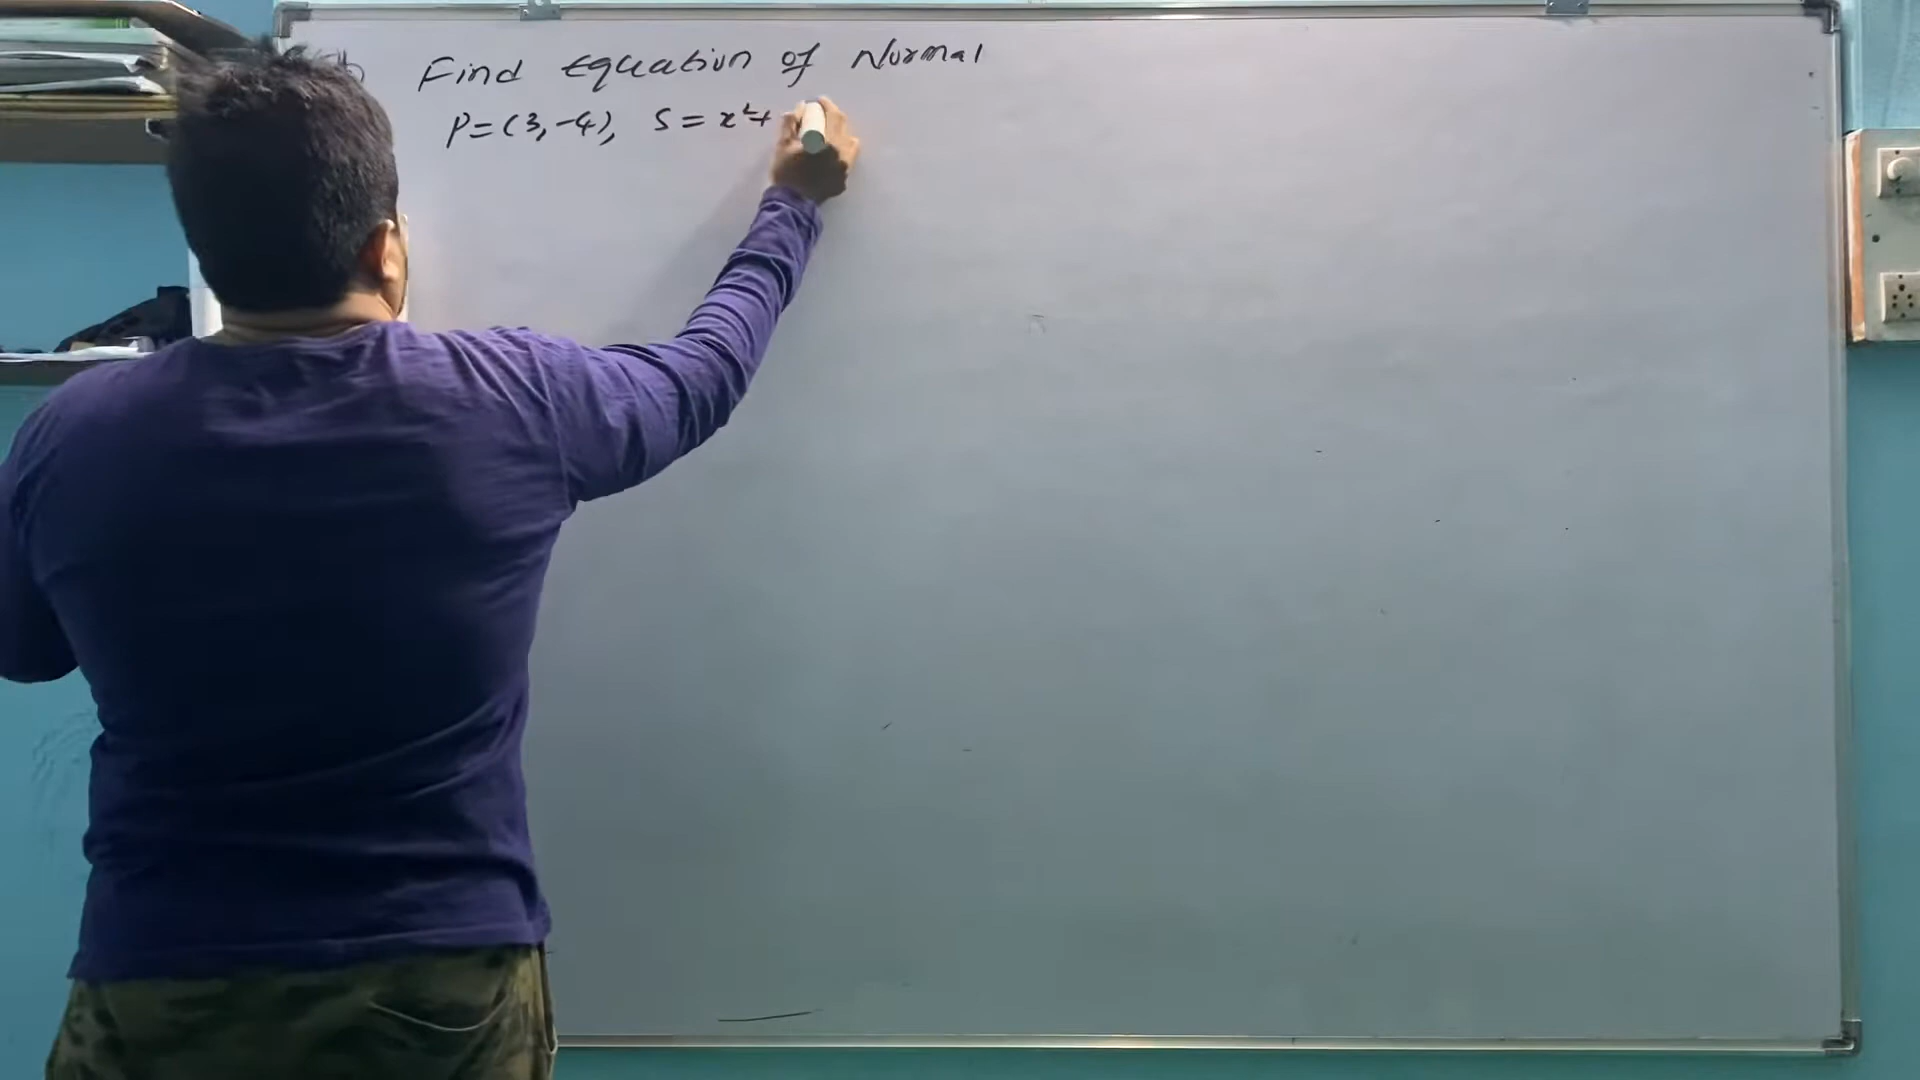 Find Equation of Normal
P=(3,-4), S=x²+